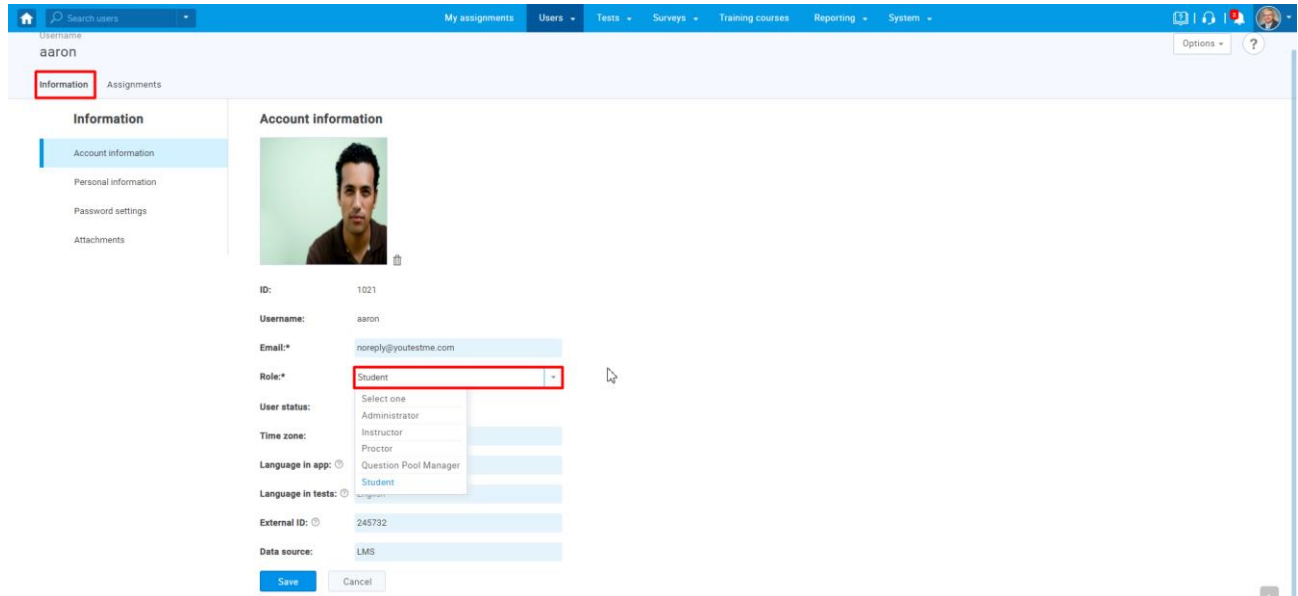 Search users
My assignments Users Tests Surveys Training courses Reporting System
Username
aaron
Options ?
Information Assignments
Information
Account information
Personal information
Password settings
Attachments
Account information
ID: 1021
Username: aaron
Email:* noreply@youtestme.com
Role:* Student
Select one
Administrator
Instructor
Proctor
Question Pool Manager
Student
User status:
Time zone:
Language in app: ?
Language in tests: ? English
External ID: ? 245732
Data source: LMS
Save Cancel